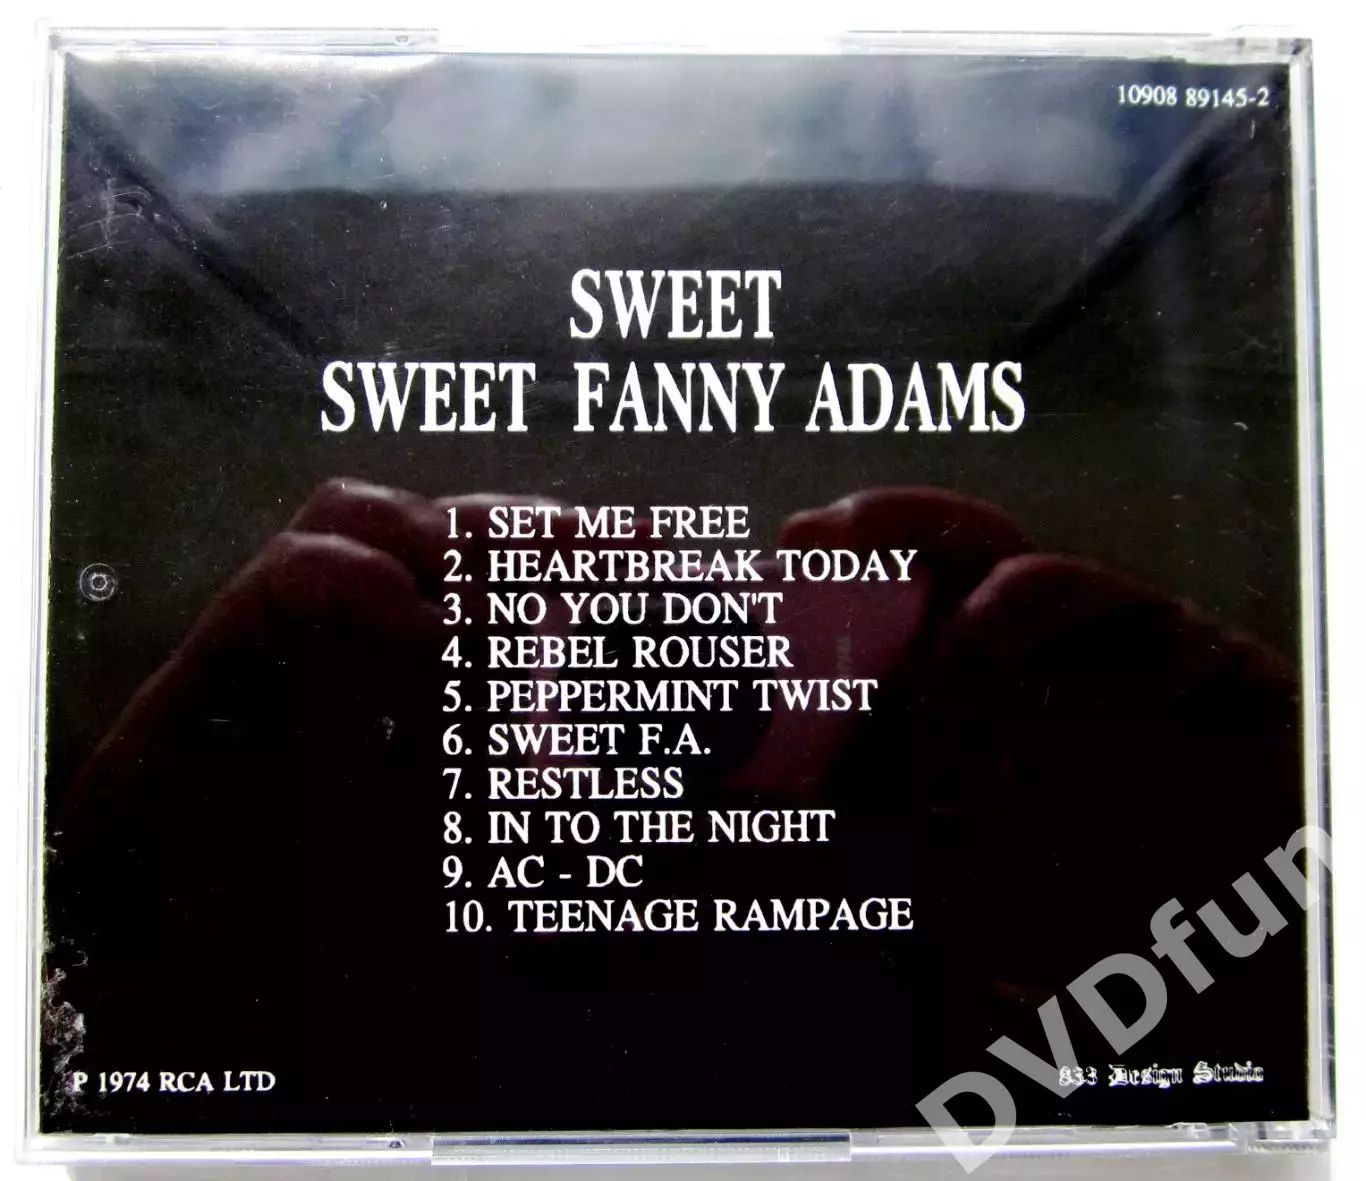 10908 89145-2
SWEET
SWEET FANNY ADAMS
1. SET ME FREE
2. HEARTBREAK TODAY
3. NO YOU DON'T
4. REBEL ROUSER
5. PEPPERMINT TWIST
6. SWEET F.A.
7. RESTLESS
8. IN TO THE NIGHT
9. AC - DC
10. TEENAGE RAMPAGE
P 1974 RCA LTD
833 Design Studio
DVDfun